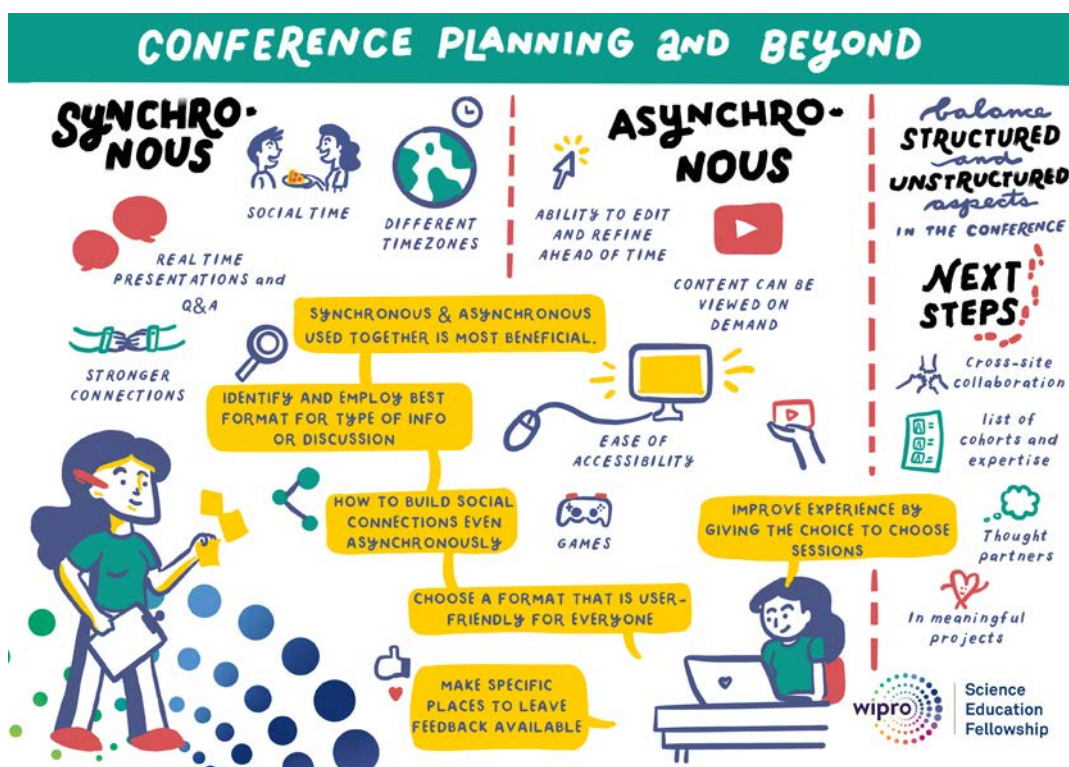 CONFERENCE PLANNING and BEYOND
SYNCHRO-
NOUS
SOCIAL TIME
DIFFERENT
TIMEZONES
REAL TIME
PRESENTATIONS and
Q&A
STRONGER
CONNECTIONS
ASYNCHRO-
NOUS
ABILITY TO EDIT
AND REFINE
AHEAD OF TIME
CONTENT CAN BE
VIEWED ON
DEMAND
SYNCHRONOUS & ASYNCHRONOUS
USED TOGETHER IS MOST BENEFICIAL.
IDENTIFY AND EMPLOY BEST
FORMAT FOR TYPE OF INFO
OR DISCUSSION
EASE OF
ACCESSIBILITY
HOW TO BUILD SOCIAL
CONNECTIONS EVEN
ASYNCHRONOUSLY
GAMES
IMPROVE EXPERIENCE BY
GIVING THE CHOICE TO CHOOSE
SESSIONS
CHOOSE A FORMAT THAT IS USER-
FRIENDLY FOR EVERYONE
MAKE SPECIFIC
PLACES TO LEAVE
FEEDBACK AVAILABLE
balance
STRUCTURED
and
UNSTRUCTURED
aspects
IN THE CONFERENCE
NEXT
STEPS
Cross-site
collaboration
list of
cohorts and
expertise
Thought
partners
In meaningful
projects
wipro
Science
Education
Fellowship